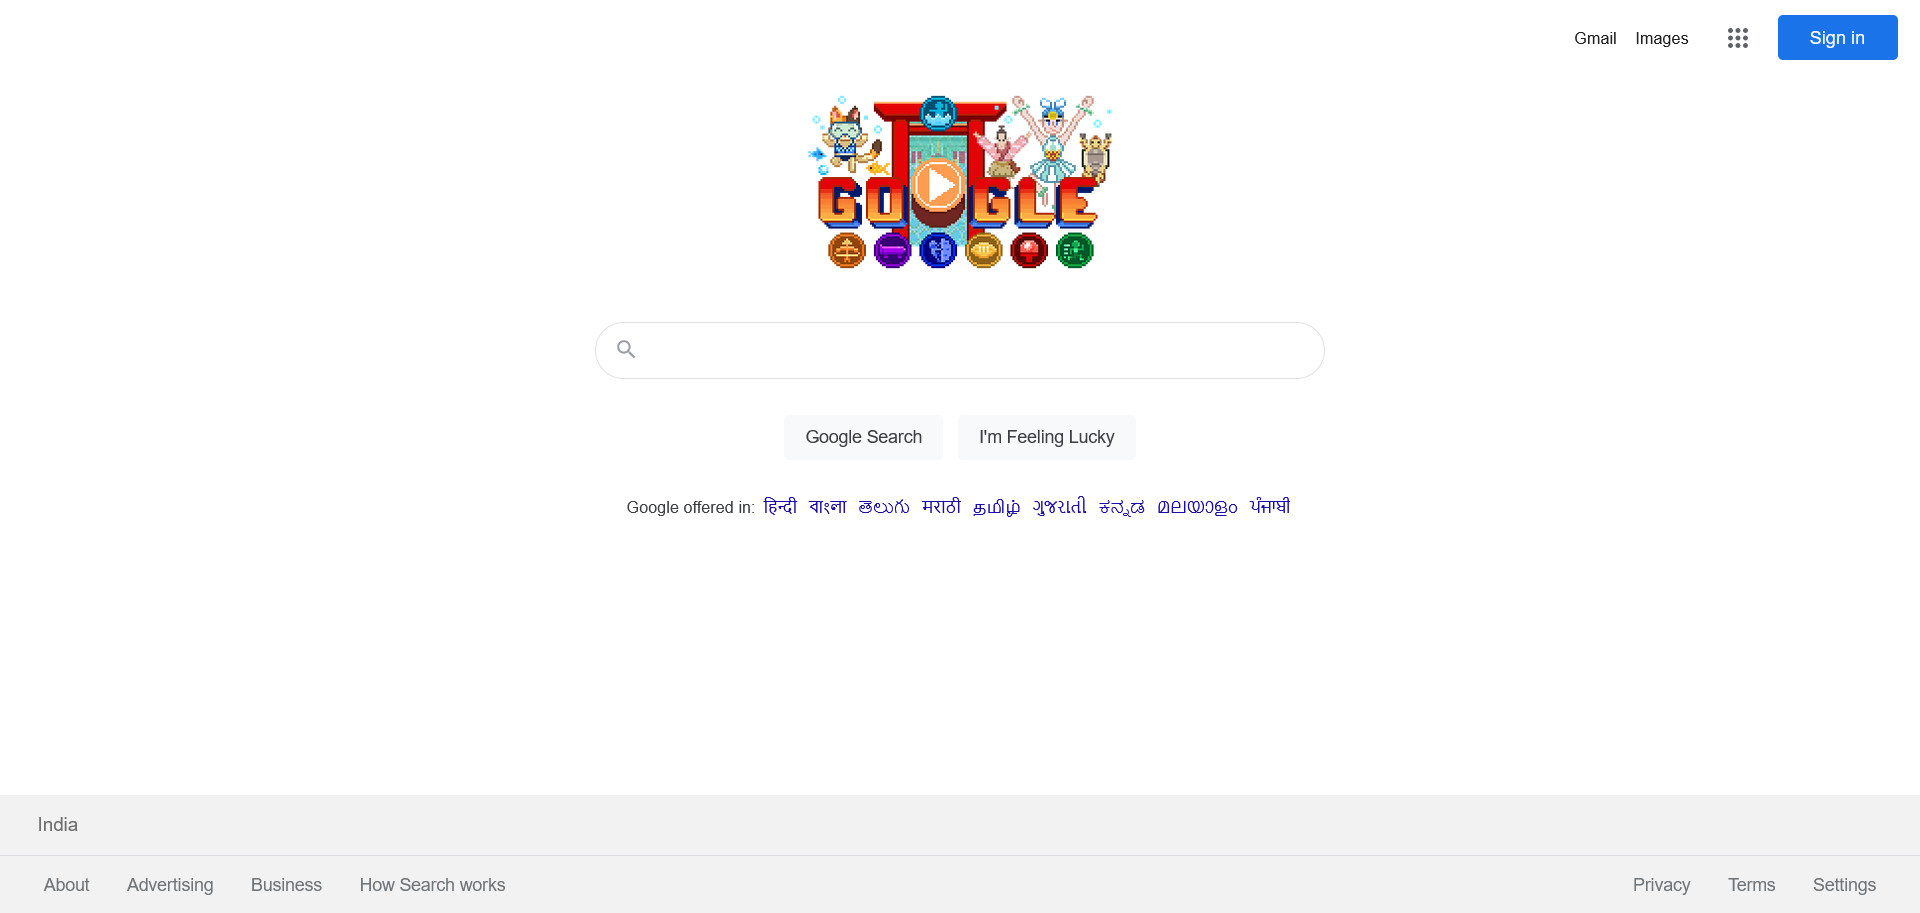 Gmail Images Sign in
GOOGLE
Google Search I'm Feeling Lucky
Google offered in: हिन्दी বাংলা తెలుగు मराठी தமிழ் ગુજરાતી ಕನ್ನಡ മലയാളം ਪੰਜਾਬੀ
India
About Advertising Business How Search works Privacy Terms Settings